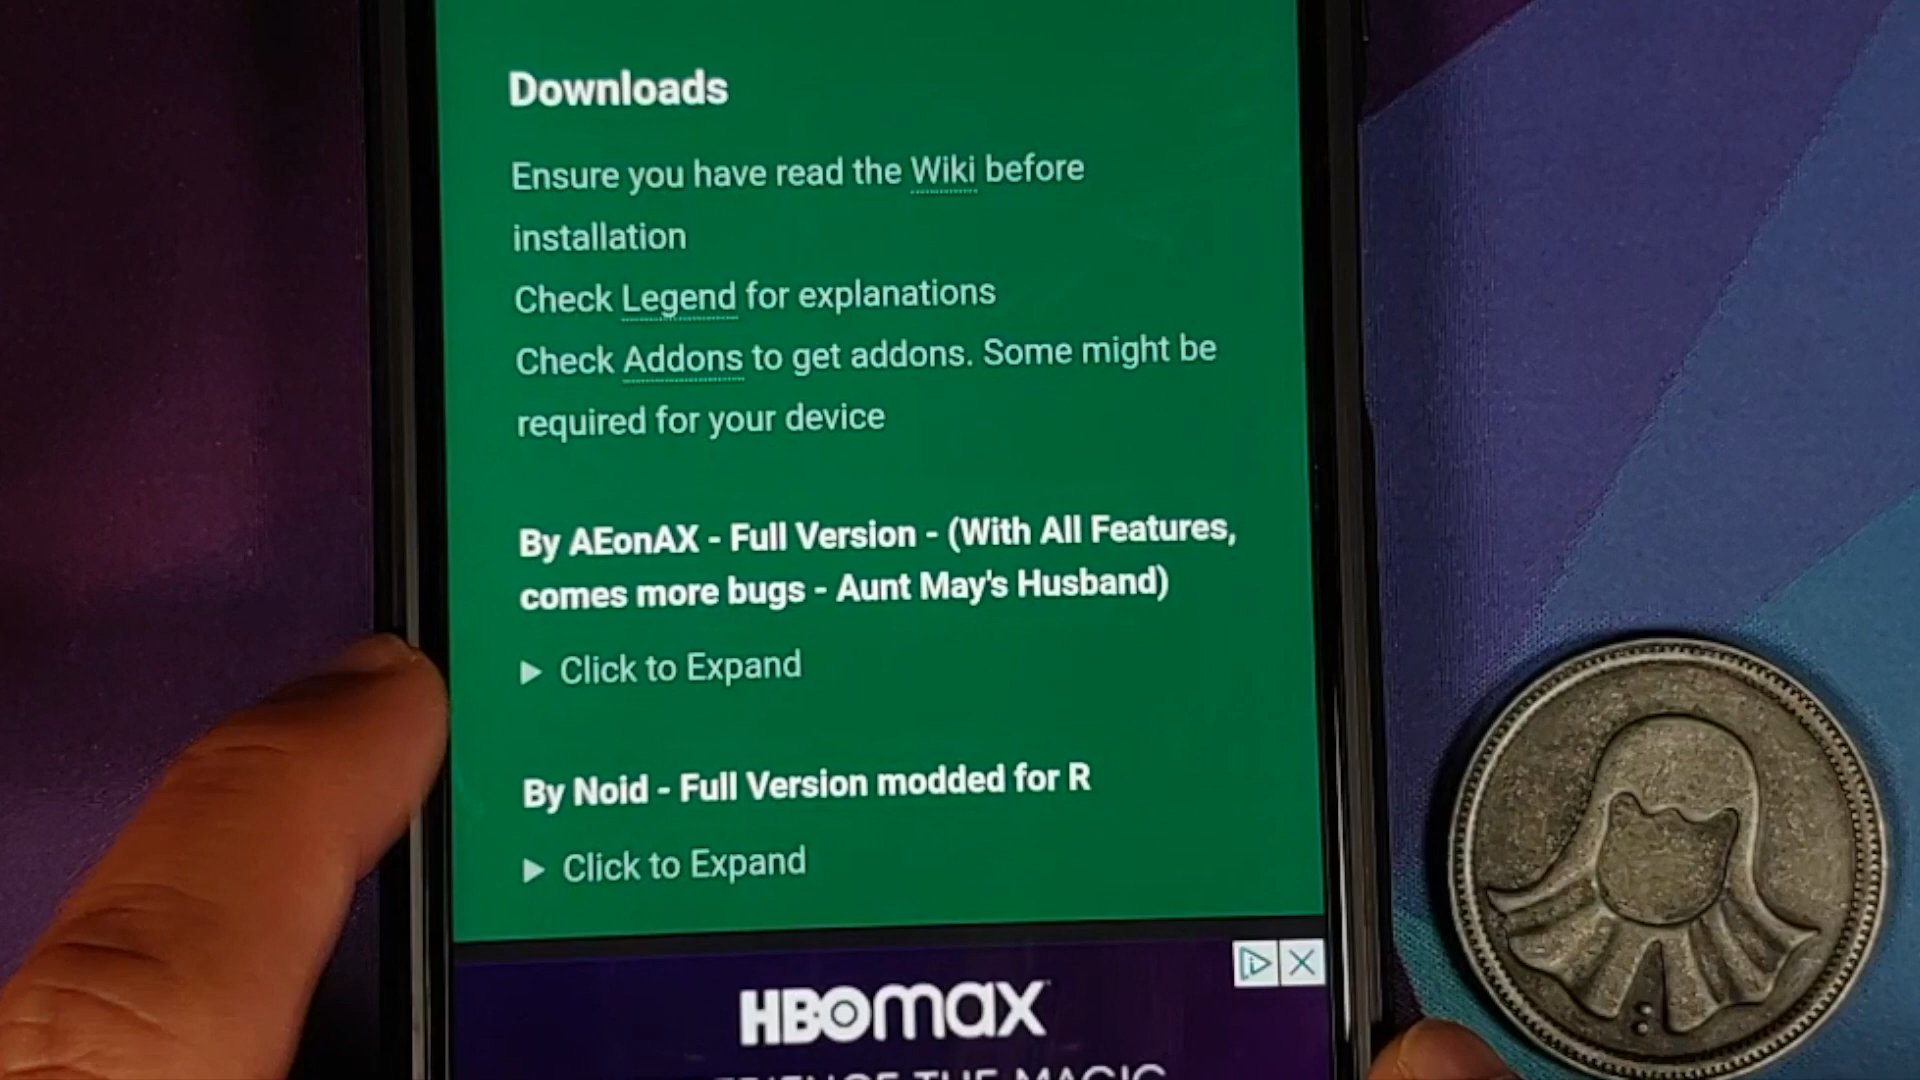 Downloads
Ensure you have read the Wiki before
installation
Check Legend for explanations
Check Addons to get addons. Some might be
required for your device
By AEonAX - Full Version - (With All Features,
comes more bugs - Aunt May's Husband)
▶ Click to Expand
By Noid - Full Version modded for R
▶ Click to Expand
HBOmax
THE MAGIC